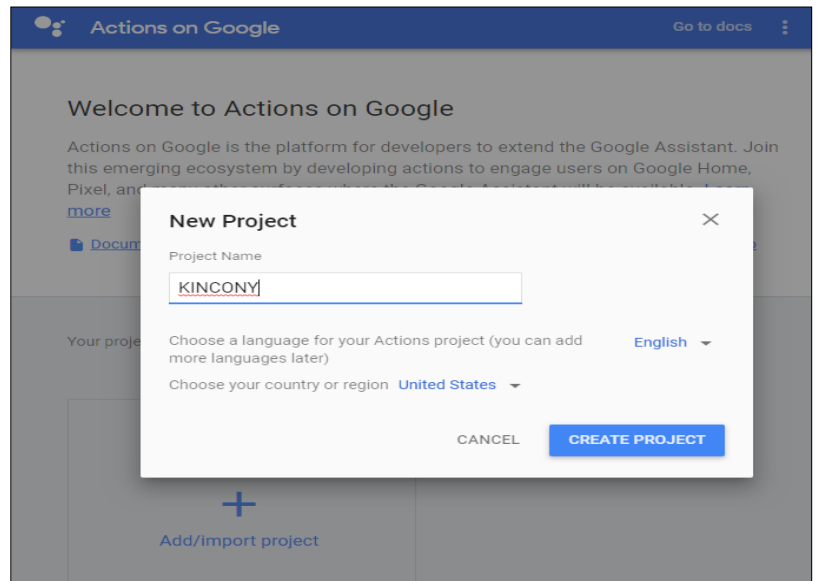 Actions on Google
Go to docs
Welcome to Actions on Google
Actions on Google is the platform for developers to extend the Google Assistant. Join
this emerging ecosystem by developing actions to engage users on Google Home,
Pixel, and
more
Docum
New Project
Project Name
KINCONY
Choose a language for your Actions project (you can add
more languages later)
English
Choose your country or region United States
CANCEL
CREATE PROJECT
Your proje
Add/import project